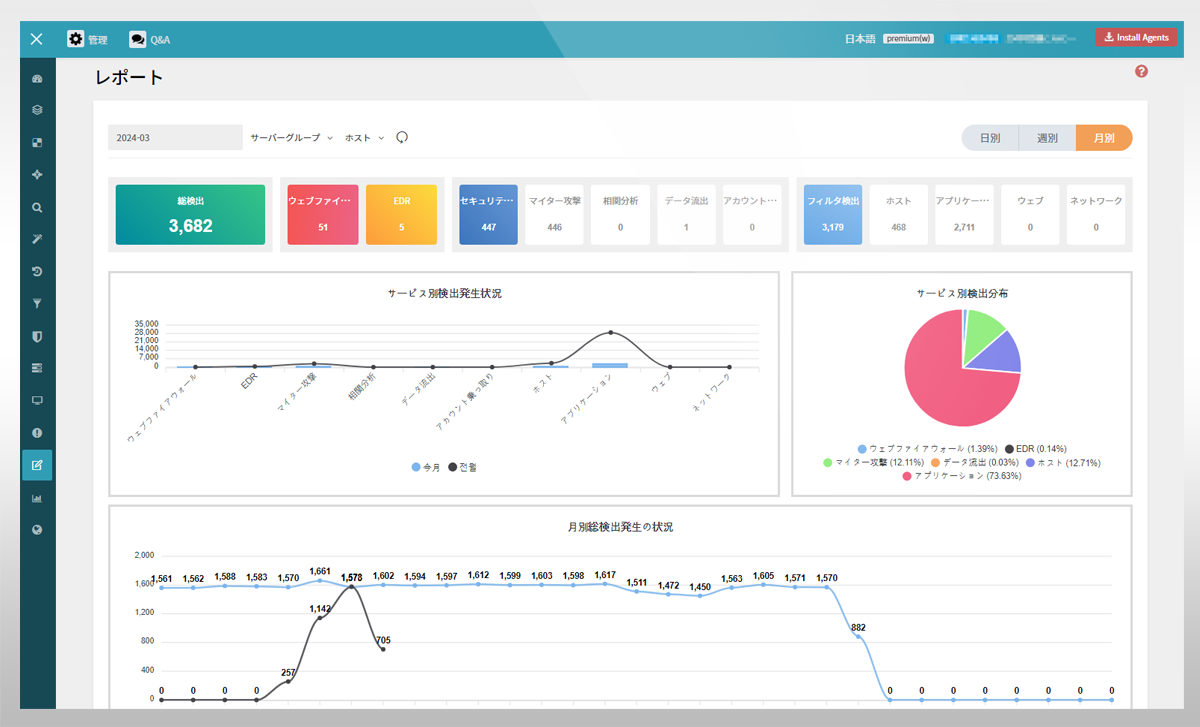 管理 Q&A 日本語 premium(w) Install Agents
レポート
2024-03 サーバーグループ ホスト 日別 週別 月別
総検出 ウェブファイ··· EDR セキュリテ··· マイター攻撃 相関分析 データ流出 アカウント··· フィルタ検出 ホスト アプリケー··· ウェブ ネットワーク
3,682 51 5 447 446 0 1 0 3,179 468 2,711 0 0
サービス別検出発生状況
35,000
28,000
21,000
14,000
7,000
0
ウェブファイアウォール EDR マイター攻撃 相関分析 データ流出 アカウント乗っ取り ホスト アプリケーション ウェブ ネットワーク
今月 전월
サービス別検出分布
ウェブファイアウォール (1.39%) EDR (0.14%)
マイター攻撃 (12.11%) データ流出 (0.03%) ホスト (12.71%)
アプリケーション (73.63%)
月別総検出発生の状況
2,000
1,600
1,200
800
400
0
1,561 1,562 1,588 1,583 1,570 1,661 1,578 1,602 1,594 1,597 1,612 1,599 1,603 1,598 1,617 1,511 1,472 1,450 1,563 1,605 1,571 1,570 882 0 0 0 0 0 0 0 0
0 0 0 0 257 1,142 705